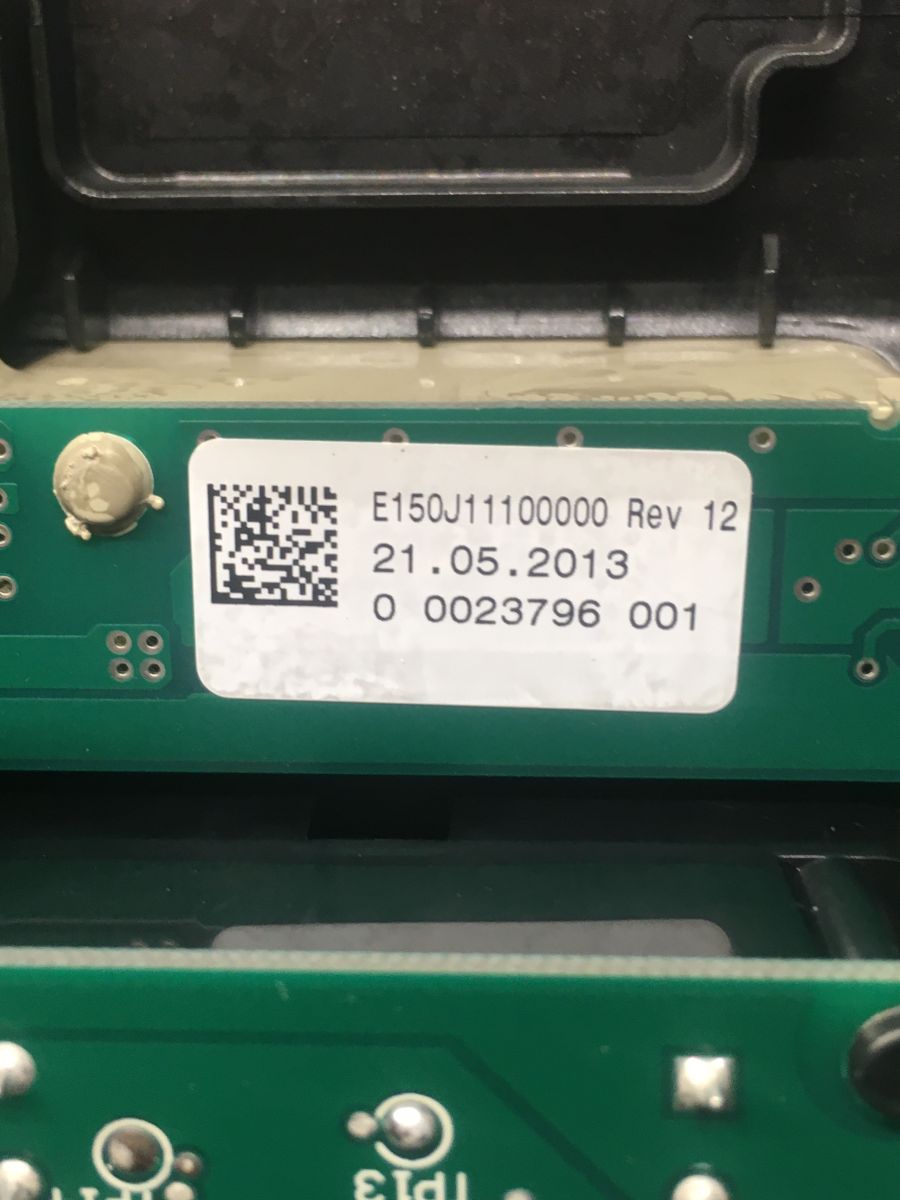 E150J11100000 Rev 12
21.05.2013
0 0023796 001
TP13